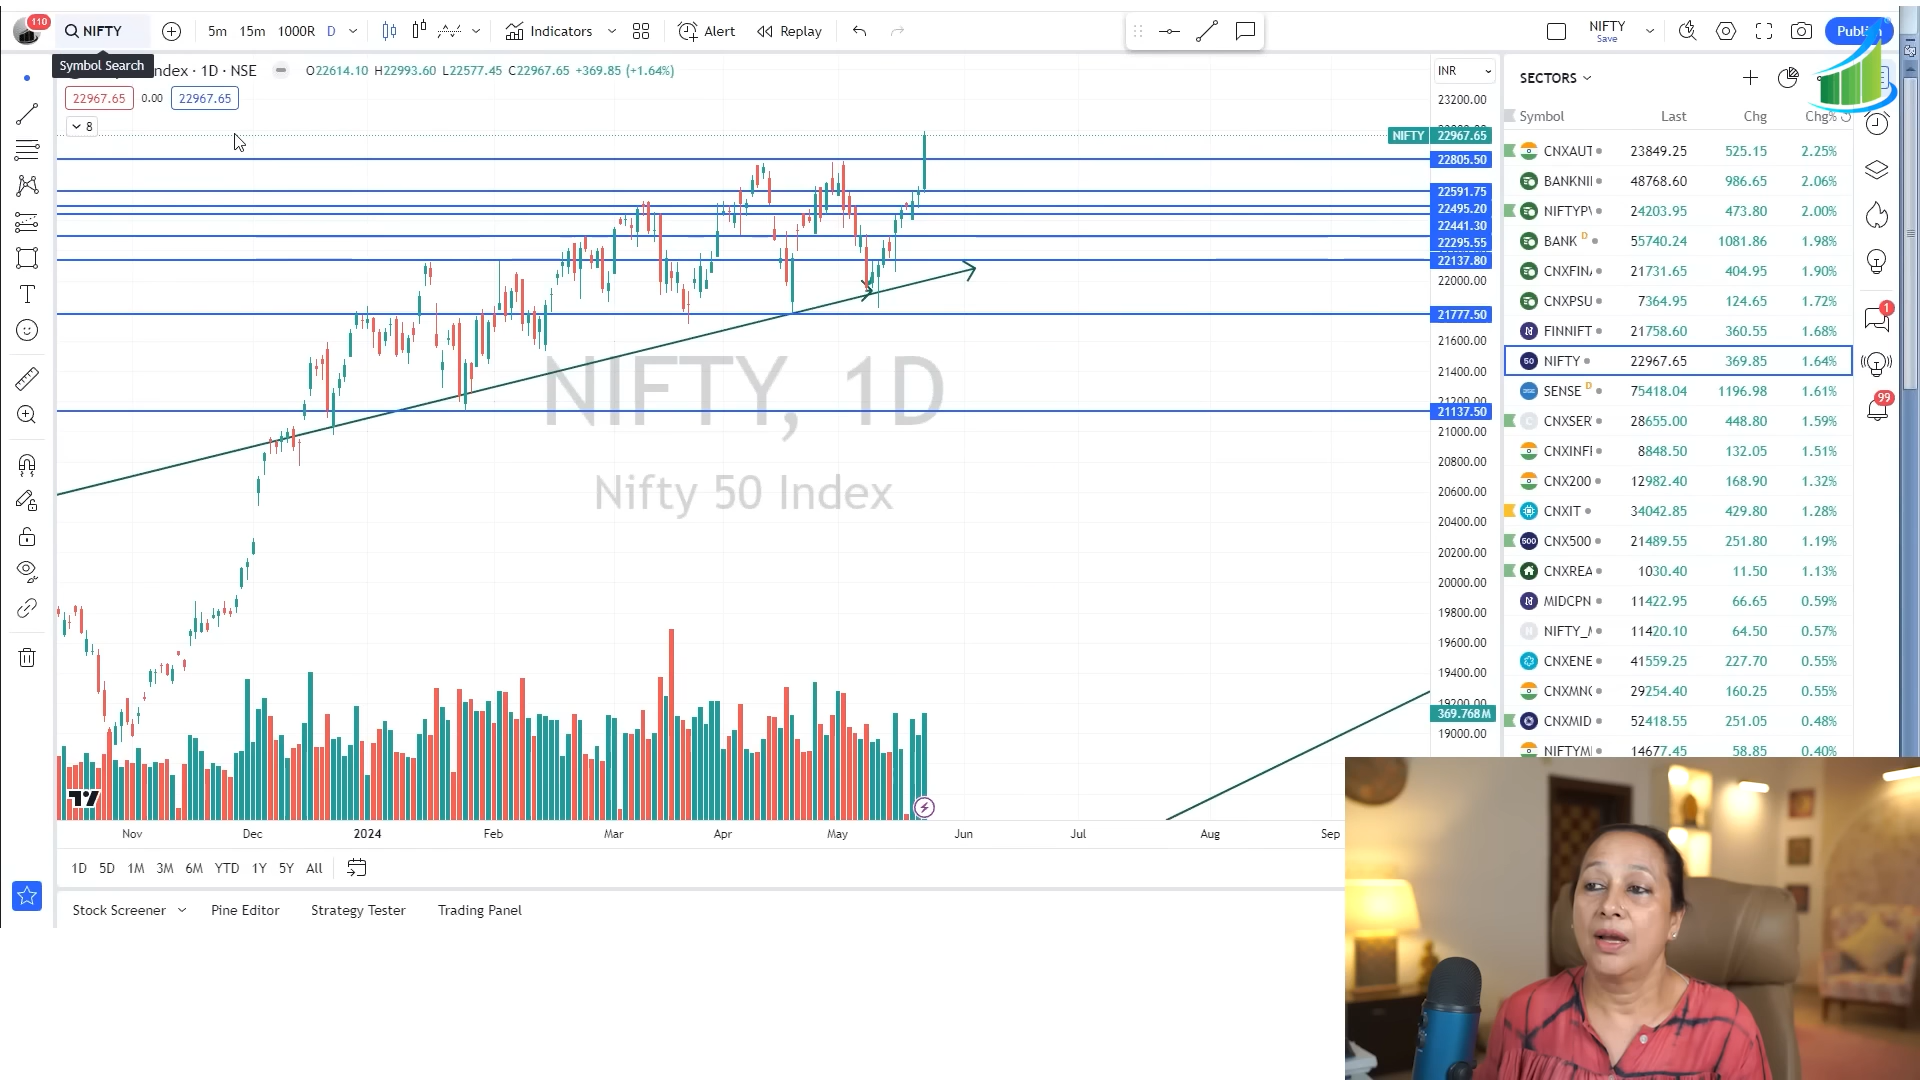 110
NIFTY
5m 15m 1000R D
Indicators
Alert
Replay
NIFTY
Save
Publish
Symbol Search
ndex · 1D · NSE
O22614.10 H22993.60 L22577.45 C22967.65 +369.85 (+1.64%)
22967.65 0.00 22967.65
8
INR
23200.00
NIFTY 22967.65
22805.50
22591.75
22495.20
22441.30
22295.55
22137.80
22000.00
21777.50
21600.00
21400.00
21200.00
21137.50
21000.00
20800.00
20600.00
20400.00
20200.00
20000.00
19800.00
19600.00
19400.00
19200.00
369.768M
19000.00
NIFTY, 1D
Nifty 50 Index
Nov Dec 2024 Feb Mar Apr May Jun Jul Aug Sep
1D 5D 1M 3M 6M YTD 1Y 5Y All
Stock Screener Pine Editor Strategy Tester Trading Panel
SECTORS
Symbol Last Chg Chg%
CNXAUT 23849.25 525.15 2.25%
BANKNI 48768.60 986.65 2.06%
NIFTYPV 24203.95 473.80 2.00%
BANK D 55740.24 1081.86 1.98%
CNXFIN 21731.65 404.95 1.90%
CNXPSU 7364.95 124.65 1.72%
FINNIFT 21758.60 360.55 1.68%
50 NIFTY 22967.65 369.85 1.64%
SENSE D 75418.04 1196.98 1.61%
CNXSER 28655.00 448.80 1.59%
CNXINF 8848.50 132.05 1.51%
CNX200 12982.40 168.90 1.32%
CNXIT 34042.85 429.80 1.28%
500 CNX500 21489.55 251.80 1.19%
CNXREA 1030.40 11.50 1.13%
MIDCPN 11422.95 66.65 0.59%
NIFTY_ 11420.10 64.50 0.57%
CNXENE 41559.25 227.70 0.55%
CNXMNC 29254.40 160.25 0.55%
CNXMID 52418.55 251.05 0.48%
NIFTYMI 14677.45 58.85 0.40%
1
99